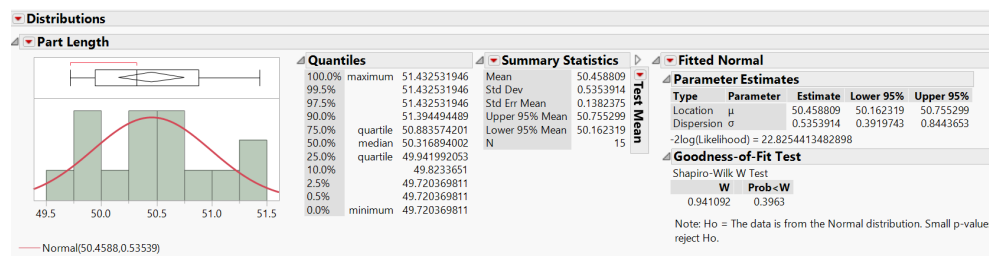 Distributions
Part Length
49.5 50.0 50.5 51.0 51.5
Normal(50.4588,0.53539)
Quantiles
100.0% maximum 51.432531946
99.5% 51.432531946
97.5% 51.432531946
90.0% 51.394494489
75.0% quartile 50.883574201
50.0% median 50.316894002
25.0% quartile 49.941992053
10.0% 49.8233651
2.5% 49.720369811
0.5% 49.720369811
0.0% minimum 49.720369811
Summary Statistics
Mean 50.458809
Std Dev 0.5353914
Std Err Mean 0.1382375
Upper 95% Mean 50.755299
Lower 95% Mean 50.162319
N 15
Test Mean
Fitted Normal
Parameter Estimates
Type Parameter Estimate Lower 95% Upper 95%
Location μ 50.458809 50.162319 50.755299
Dispersion σ 0.5353914 0.3919743 0.8443653
-2log(Likelihood) = 22.8254413482898
Goodness-of-Fit Test
Shapiro-Wilk W Test
W Prob<W
0.941092 0.3963
Note: Ho = The data is from the Normal distribution. Small p-value
reject Ho.